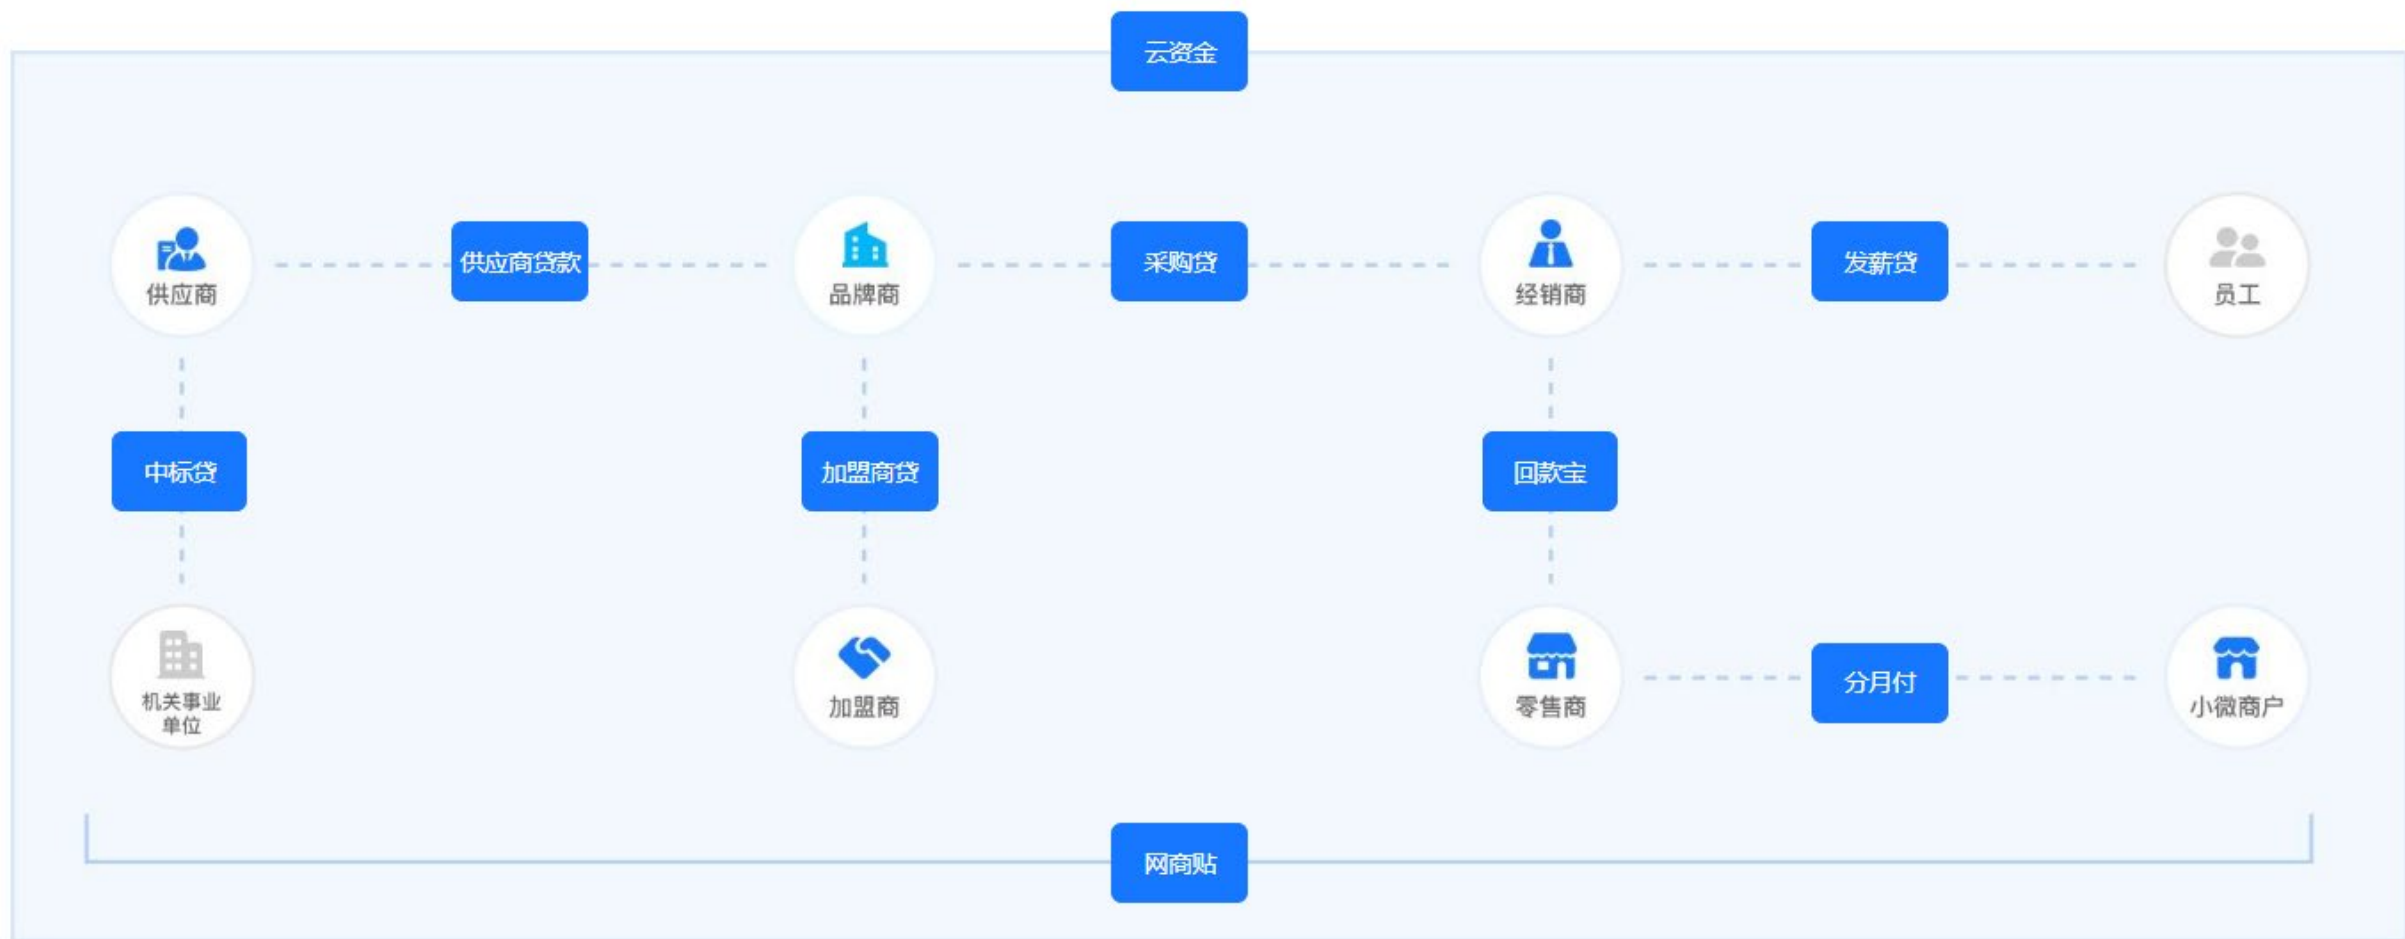 云资金
供应商
供应商贷款
品牌商
采购贷
经销商
发薪贷
员工
中标贷
加盟商贷
回款宝
机关事业
单位
加盟商
零售商
分月付
小微商户
网商贴